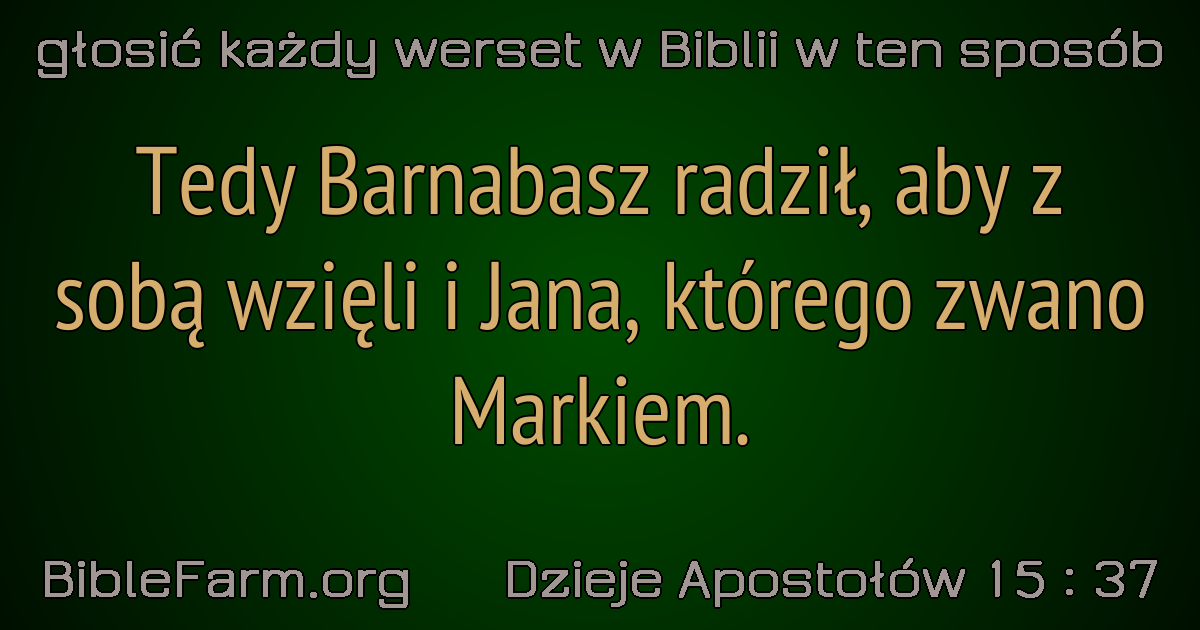 głosić każdy werset w Biblii w ten sposób
Tedy Barnabasz radził, aby z
sobą wzięli i Jana, którego zwano
Markiem.
BibleFarm.org Dzieje Apostołów 15 : 37